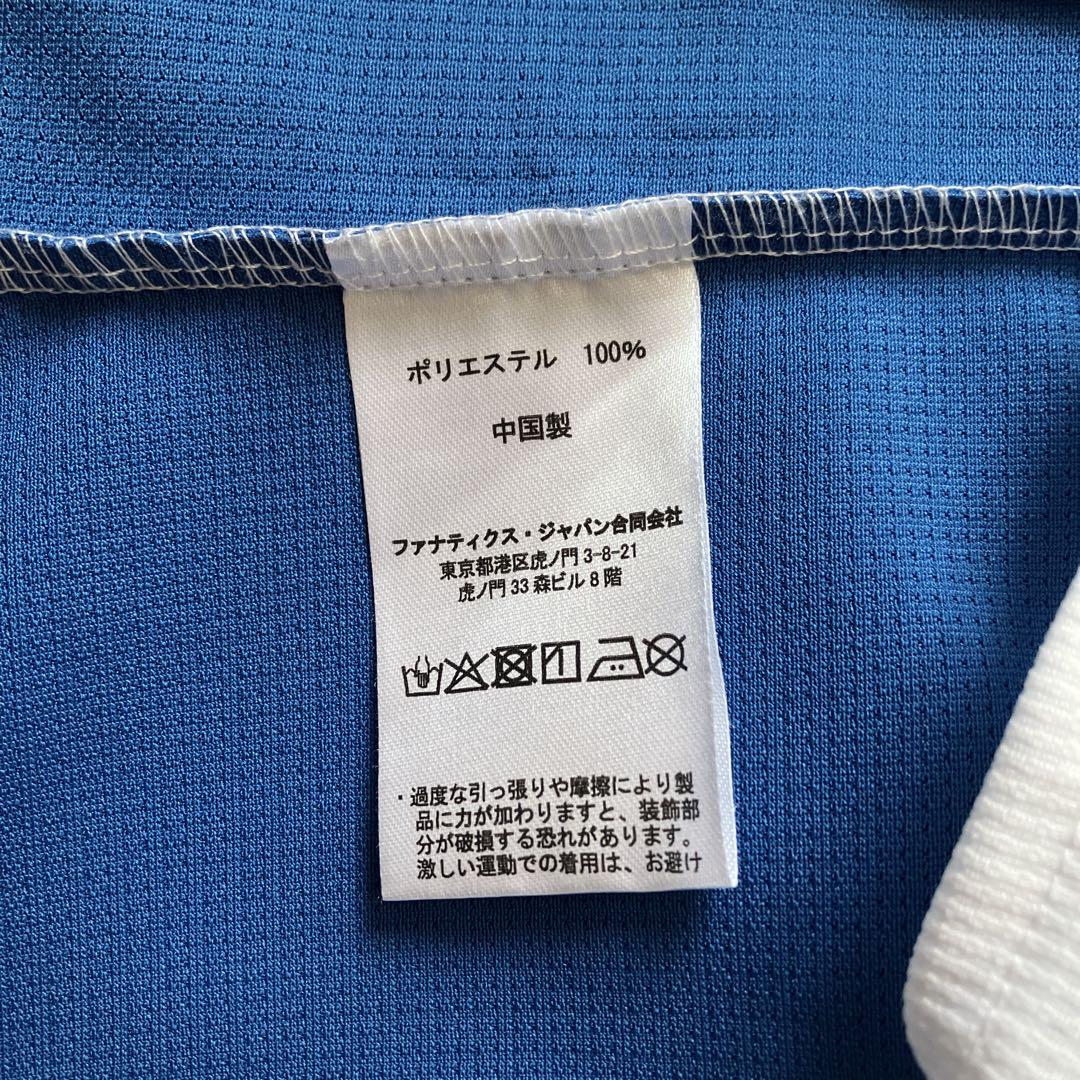 ポリエステル 100%
中国製
ファナティクス・ジャパン合同会社
東京都港区虎ノ門 3-8-21
虎ノ門 33 森ビル 8 階
・過度な引っ張りや摩擦により製
品に力が加わりますと、装飾部
分が破損する恐れがあります。
激しい運動での着用は、お避け